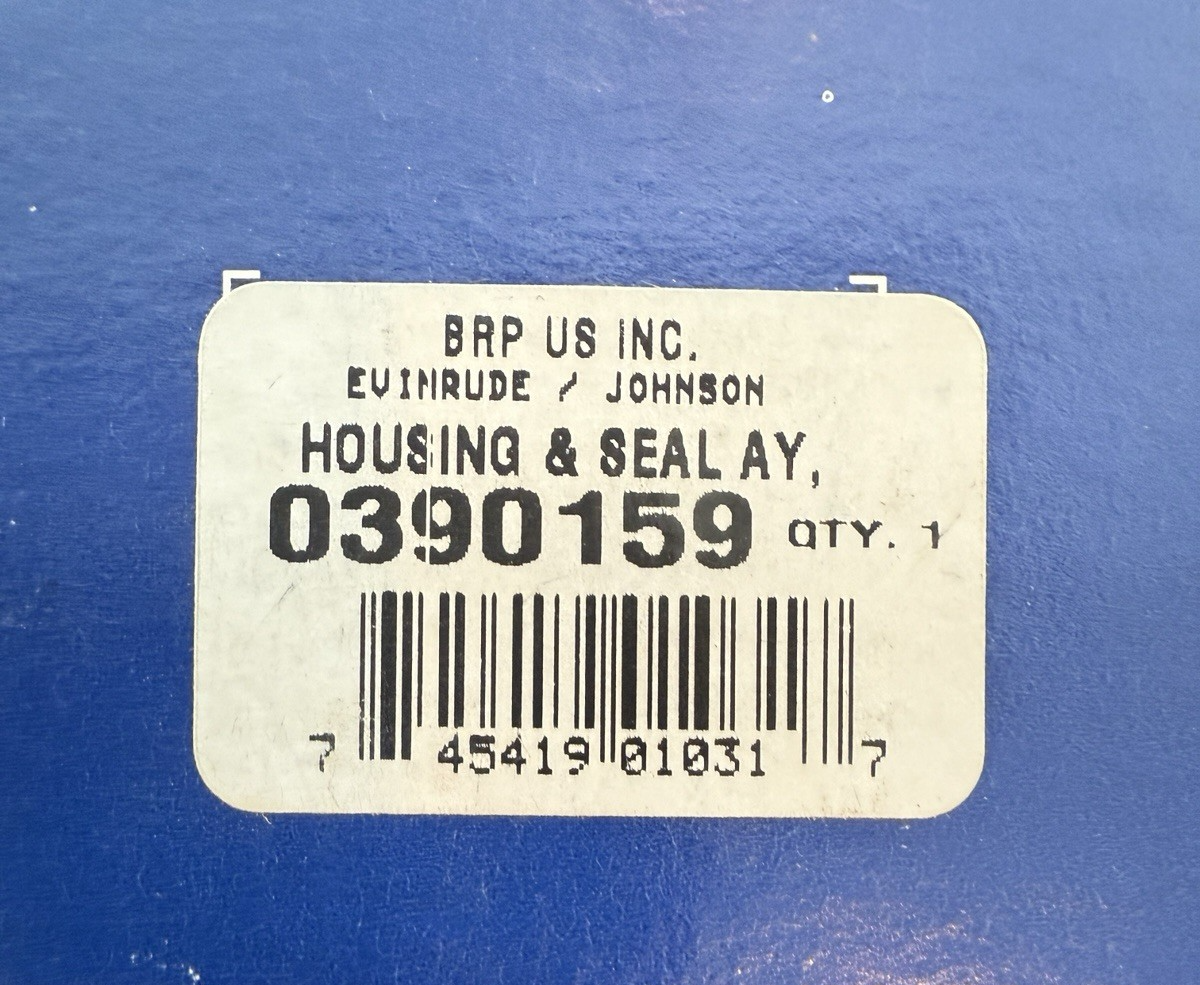 BRP US INC.
EVINRUDE / JOHNSON
HOUSING & SEAL AY,
0390159 QTY. 1
7 45419 01031 7